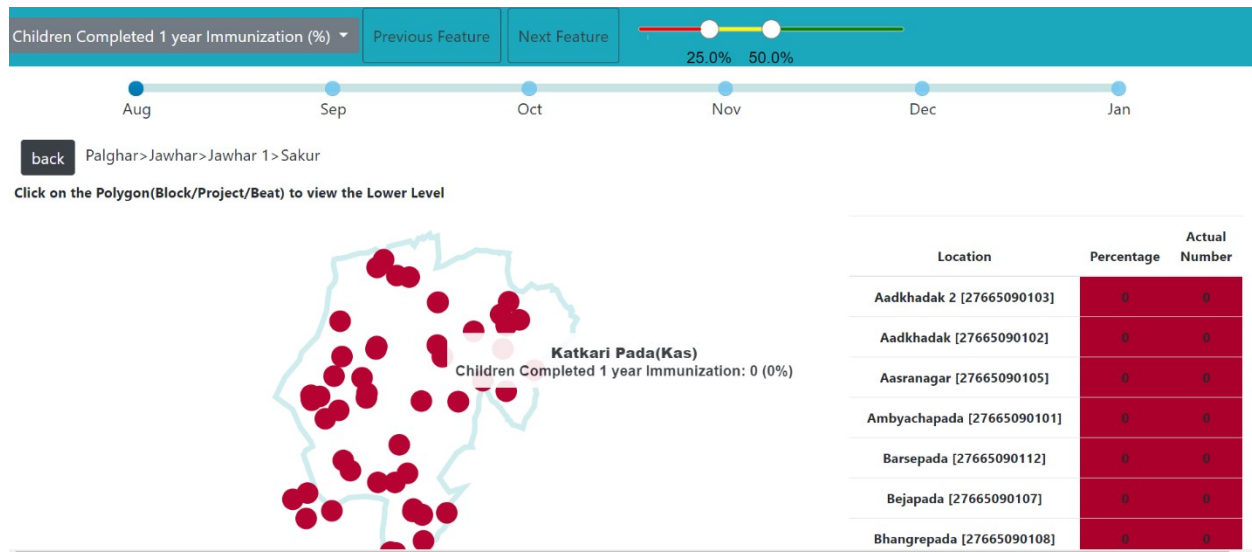 Children Completed 1 year Immunization (%)
Previous Feature
Next Feature
25.0% 50.0%
Aug Sep Oct Nov Dec Jan
back
Palghar>Jawhar>Jawhar 1>Sakur
Click on the Polygon(Block/Project/Beat) to view the Lower Level
Katkari Pada(Kas)
Children Completed 1 year Immunization: 0 (0%)
Location Percentage Actual Number
Aadkhadak 2 [27665090103] 0 0
Aadkhadak [27665090102] 0 0
Aasranagar [27665090105] 0 0
Ambyachapada [27665090101] 0 0
Barsepada [27665090112] 0 0
Bejapada [27665090107] 0 0
Bhangrepada [27665090108] 0 0